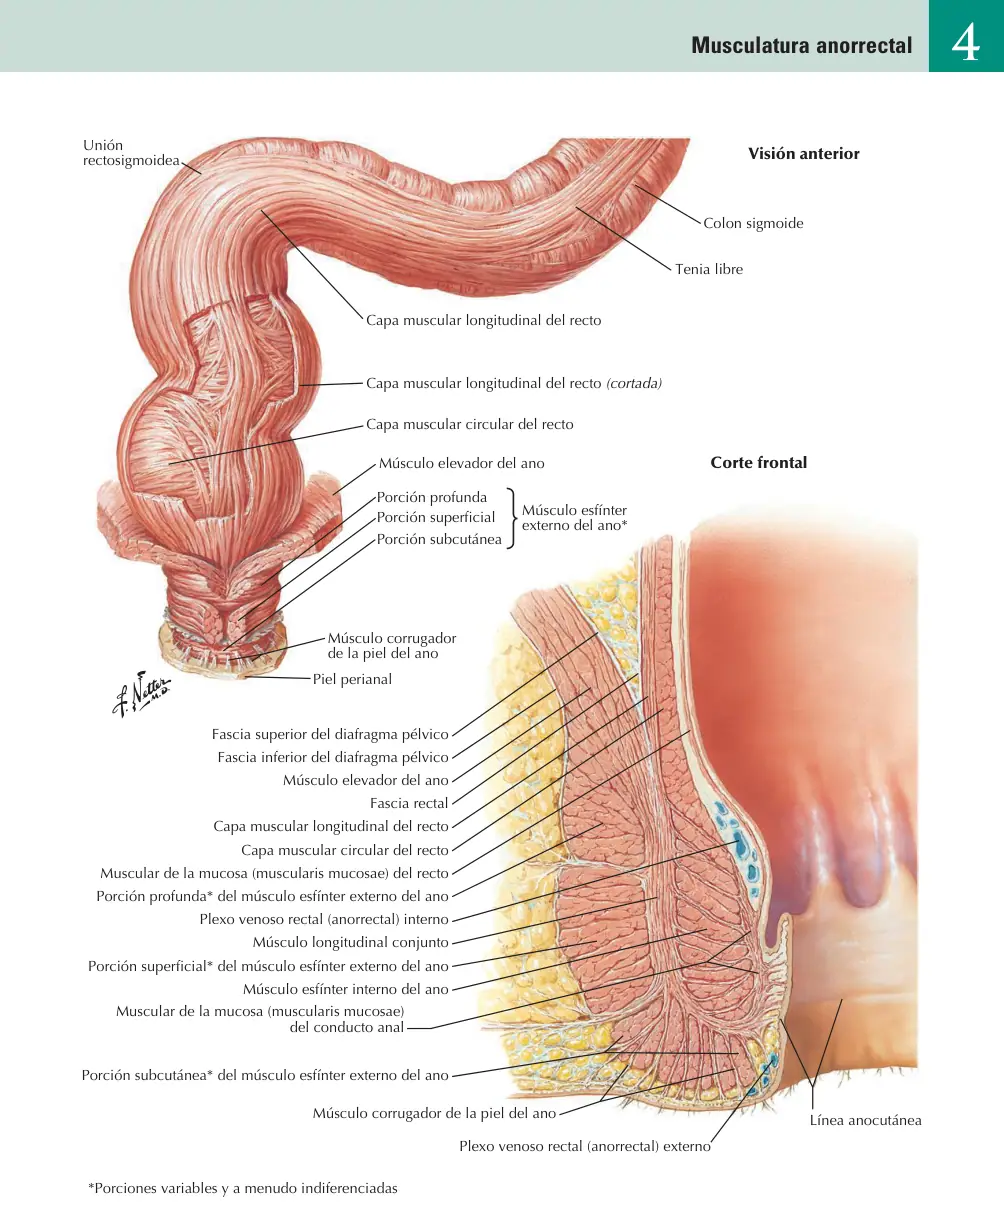 Musculatura anorrectal
4
Unión
rectosigmoidea
Visión anterior
Colon sigmoide
Tenia libre
Capa muscular longitudinal del recto
Capa muscular longitudinal del recto (cortada)
Capa muscular circular del recto
Músculo elevador del ano
Corte frontal
Porción profunda
Porción superficial
Porción subcutánea
Músculo esfínter
externo del ano*
Músculo corrugador
de la piel del ano
Piel perianal
F. Netter
M.D.
Fascia superior del diafragma pélvico
Fascia inferior del diafragma pélvico
Músculo elevador del ano
Fascia rectal
Capa muscular longitudinal del recto
Capa muscular circular del recto
Muscular de la mucosa (muscularis mucosae) del recto
Porción profunda* del músculo esfínter externo del ano
Plexo venoso rectal (anorrectal) interno
Músculo longitudinal conjunto
Porción superficial* del músculo esfínter externo del ano
Músculo esfínter interno del ano
Muscular de la mucosa (muscularis mucosae)
del conducto anal
Porción subcutánea* del músculo esfínter externo del ano
Músculo corrugador de la piel del ano
Línea anocutánea
Plexo venoso rectal (anorrectal) externo
*Porciones variables y a menudo indiferenciadas